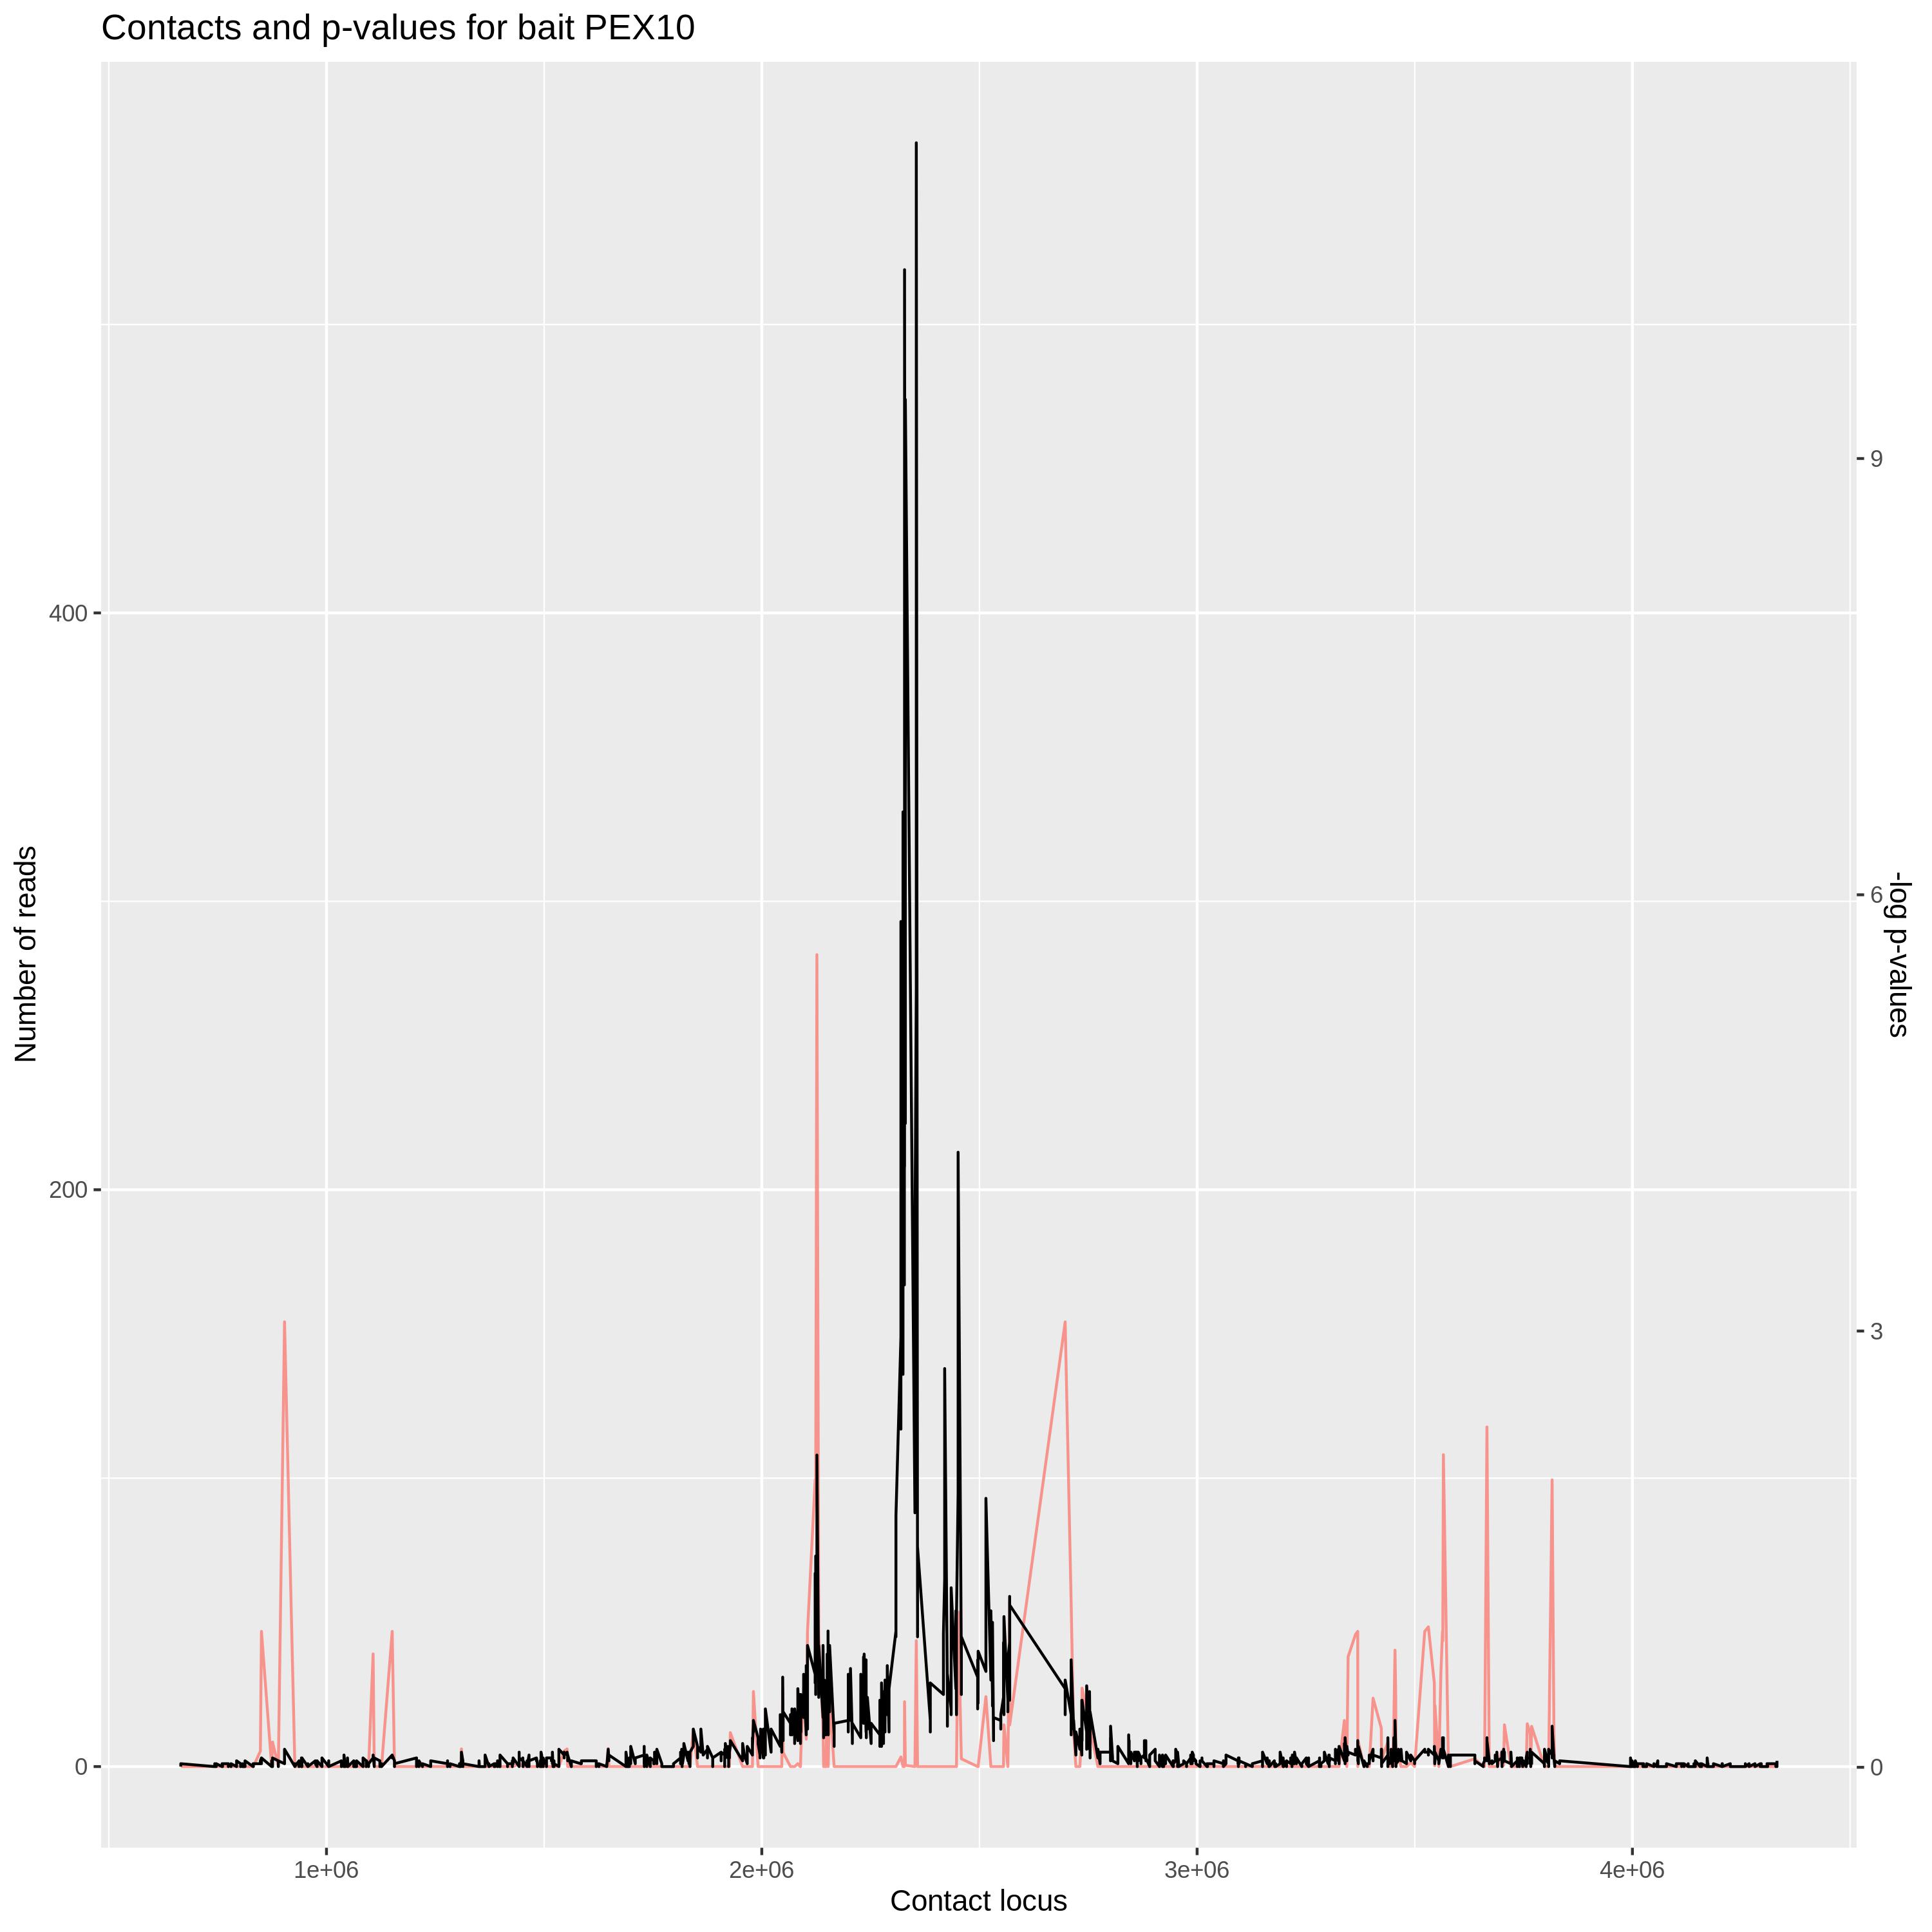 Contacts and p-values for bait PEX10
Number of reads
400
200
0
9
6
3
0
-log p-values
1e+06
2e+06
3e+06
4e+06
Contact locus